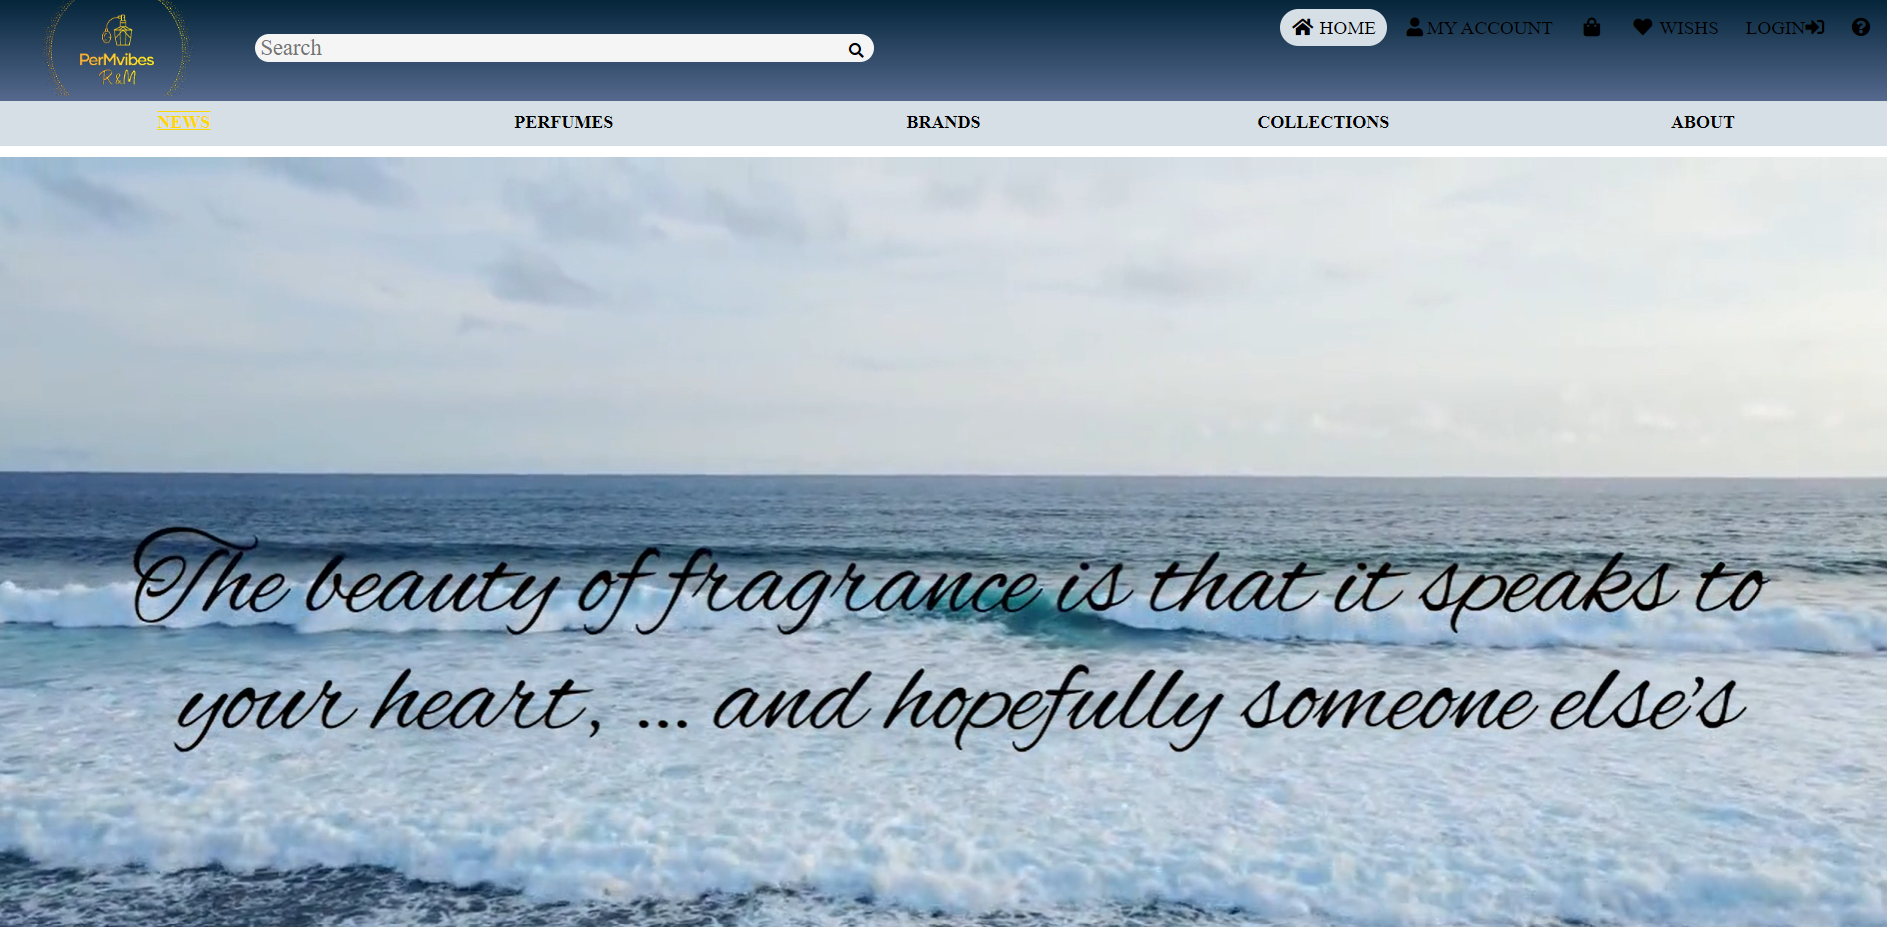 PerMvibes
R&M
Search
HOME
MY ACCOUNT
WISHS
LOGIN
NEWS
PERFUMES
BRANDS
COLLECTIONS
ABOUT
The beauty of fragrance is that it speaks to
your heart, ... and hopefully someone else's